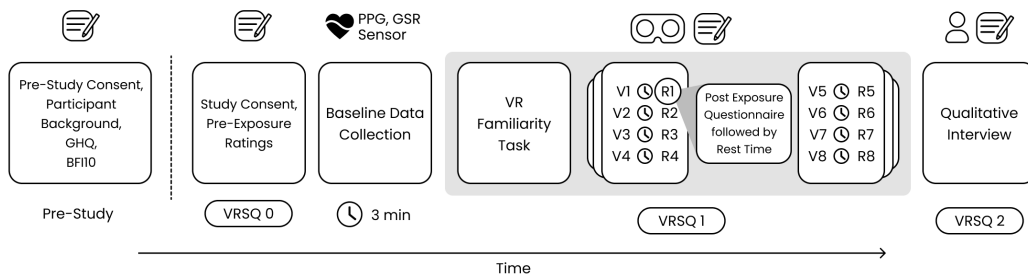 PPG, GSR
Sensor
Pre-Study Consent,
Participant
Background,
GHQ,
BFI10
Study Consent,
Pre-Exposure
Ratings
Baseline Data
Collection
VR
Familiarity
Task
V1 R1
V2 R2
V3 R3
V4 R4
Post Exposure
Questionnaire
followed by
Rest Time
V5 R5
V6 R6
V7 R7
V8 R8
Qualitative
Interview
Pre-Study
VRSQ 0
3 min
VRSQ 1
VRSQ 2
Time